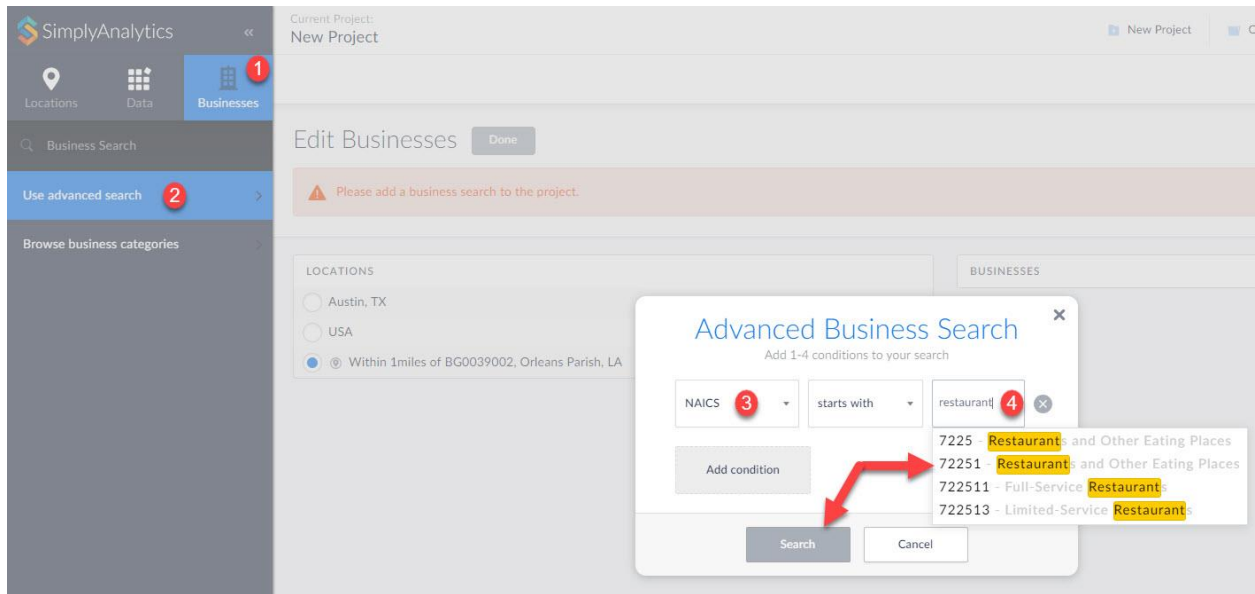 SimplyAnalytics «
Current Project:
New Project
New Project
1
Locations Data Businesses
Business Search
Edit Businesses Done
Use advanced search 2 >
Please add a business search to the project.
Browse business categories >
LOCATIONS
BUSINESSES
Austin, TX
USA
Within 1miles of BG0039002, Orleans Parish, LA
Advanced Business Search
Add 1-4 conditions to your search
NAICS 3 starts with restaurant 4
7225 - Restaurants and Other Eating Places
72251 - Restaurants and Other Eating Places
722511 - Full-Service Restaurants
722513 - Limited-Service Restaurants
Add condition
Search Cancel